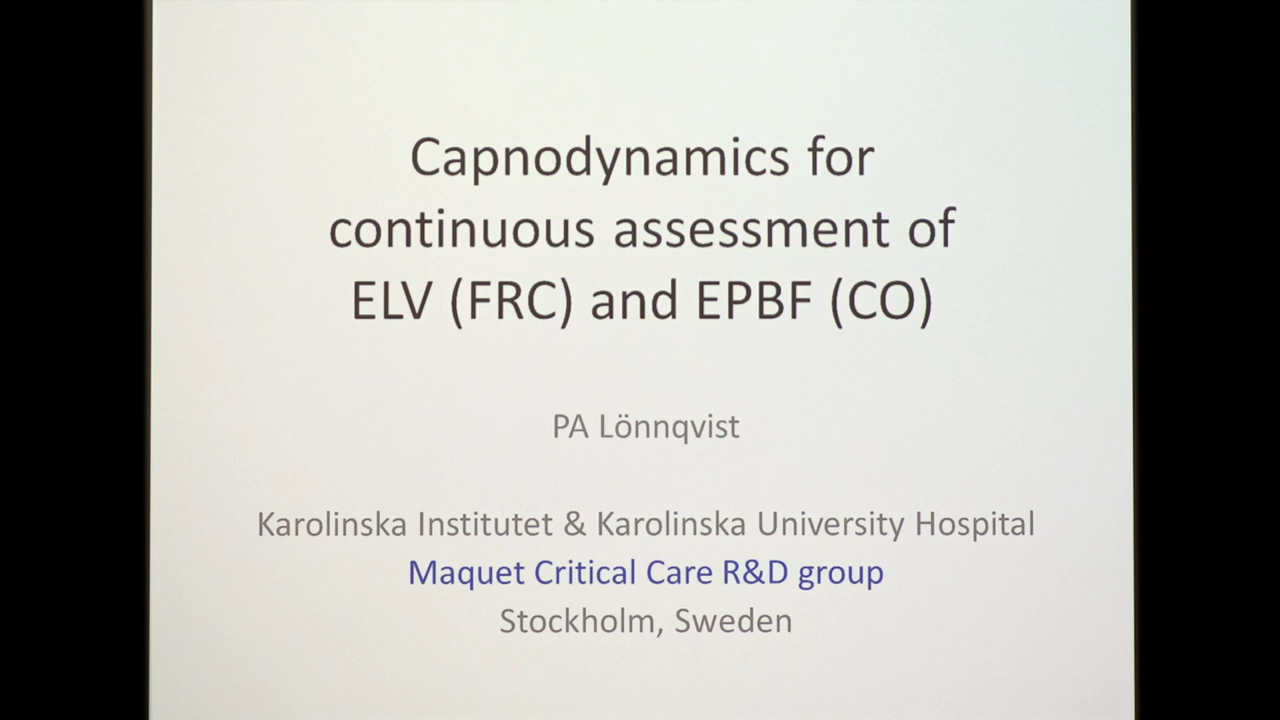 Capnodynamics for
continuous assessment of
ELV (FRC) and EPBF (CO)
PA Lönnqvist
Karolinska Institutet & Karolinska University Hospital
Maquet Critical Care R&D group
Stockholm, Sweden